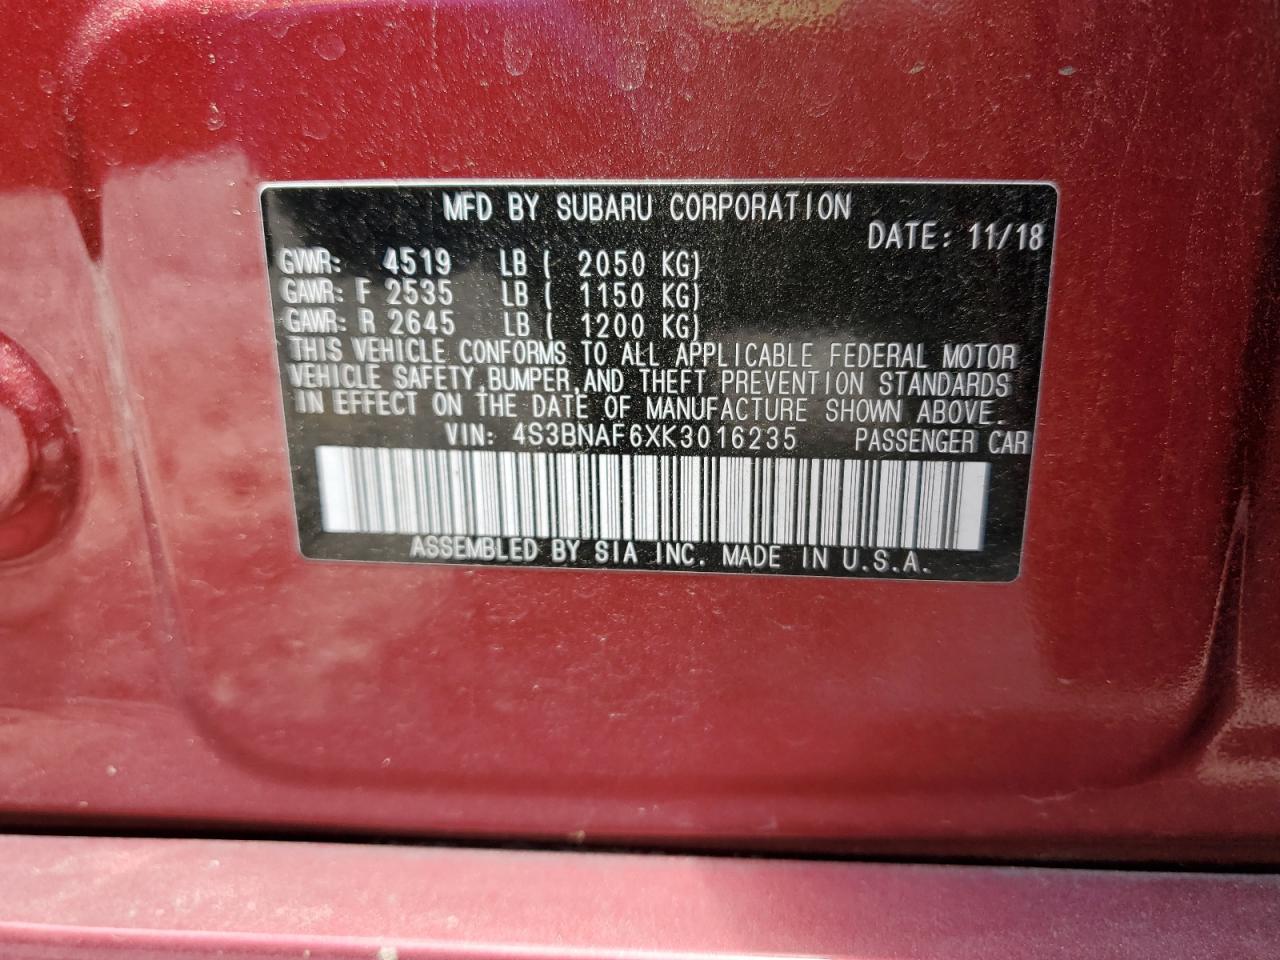 MFD BY SUBARU CORPORATION
DATE: 11/18
GVWR: 4519 LB ( 2050 KG)
GAWR: F 2535 LB ( 1150 KG)
GAWR: R 2645 LB ( 1200 KG)
THIS VEHICLE CONFORMS TO ALL APPLICABLE FEDERAL MOTOR
VEHICLE SAFETY,BUMPER,AND THEFT PREVENTION STANDARDS
IN EFFECT ON THE DATE OF MANUFACTURE SHOWN ABOVE.
VIN: 4S3BNAF6XK3016235 PASSENGER CAR
ASSEMBLED BY SIA INC. MADE IN U.S.A.